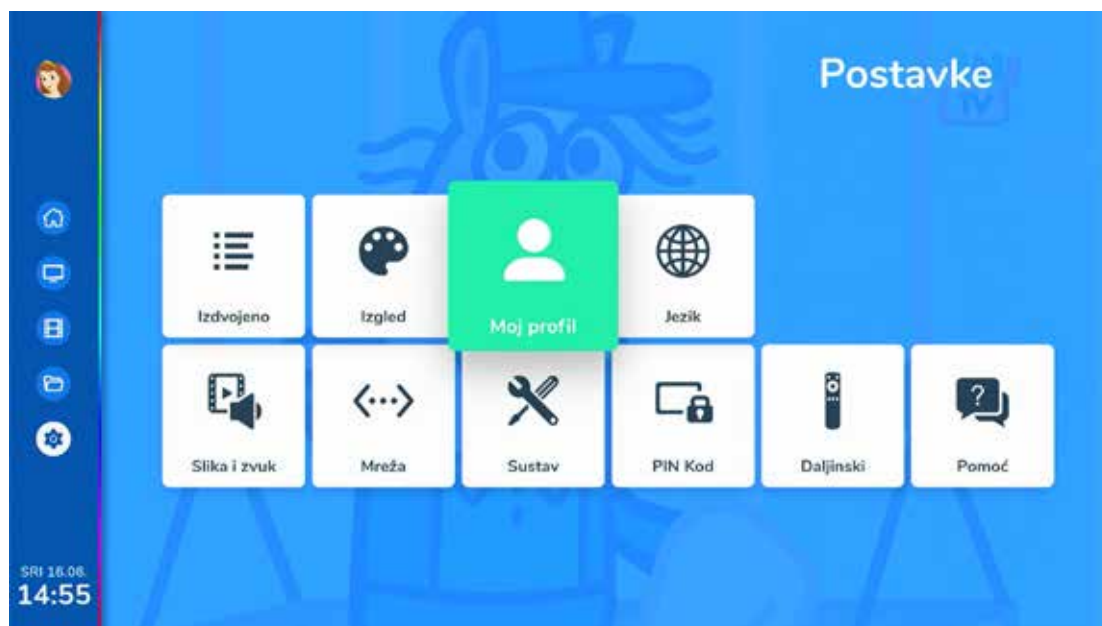 Postavke
Izdvojeno
Izgled
Moj profil
Jezik
Slika i zvuk
Mreža
Sustav
PIN Kod
Daljinski
Pomoć
SRI 16.06.
14:55